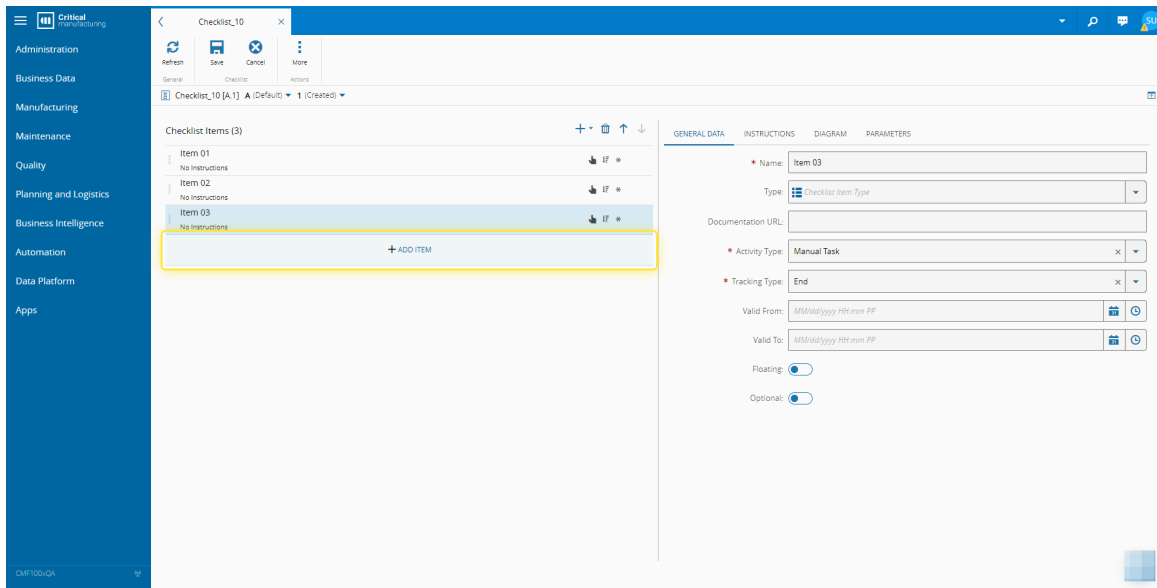 Critical
manufacturing
Checklist_10
SU
Administration
Business Data
Manufacturing
Maintenance
Quality
Planning and Logistics
Business Intelligence
Automation
Data Platform
Apps
CMF100xQA
Refresh
Save
Cancel
More
General
Checklist
Actions
Checklist_10 [A.1] A (Default) 1 (Created)
Checklist Items (3)
Item 01
No Instructions
Item 02
No Instructions
Item 03
No Instructions
ADD ITEM
GENERAL DATA INSTRUCTIONS DIAGRAM PARAMETERS
* Name: Item 03
Type: Checklist Item Type
Documentation URL:
* Activity Type: Manual Task
* Tracking Type: End
Valid From: MM/dd/yyyy HH:mm PP
31
Valid To: MM/dd/yyyy HH:mm PP
31
Floating:
Optional: